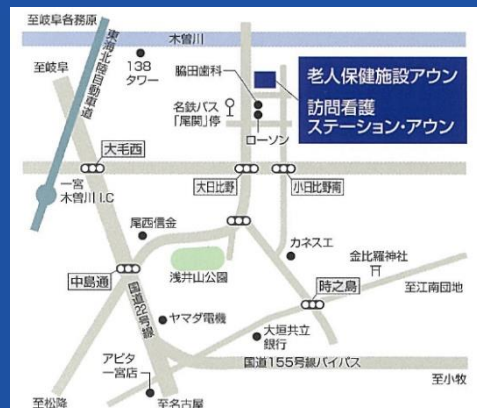 至岐阜各務原
木曽川
東海北陸自動車道
138
タワー
脇田歯科
老人保健施設アウン
訪問看護
ステーション・アウン
至岐阜
名鉄バス
「尾関」停
ローソン
大毛西
大日比野
小日比野南
一宮
木曽川I.C
尾西信金
カネスエ
金比羅神社
浅井山公園
中島通
時之島
至江南団地
国道22号線
ヤマダ電機
大垣共立
銀行
アピタ
一宮店
国道155号線バイパス
至小牧
至松降
至名古屋